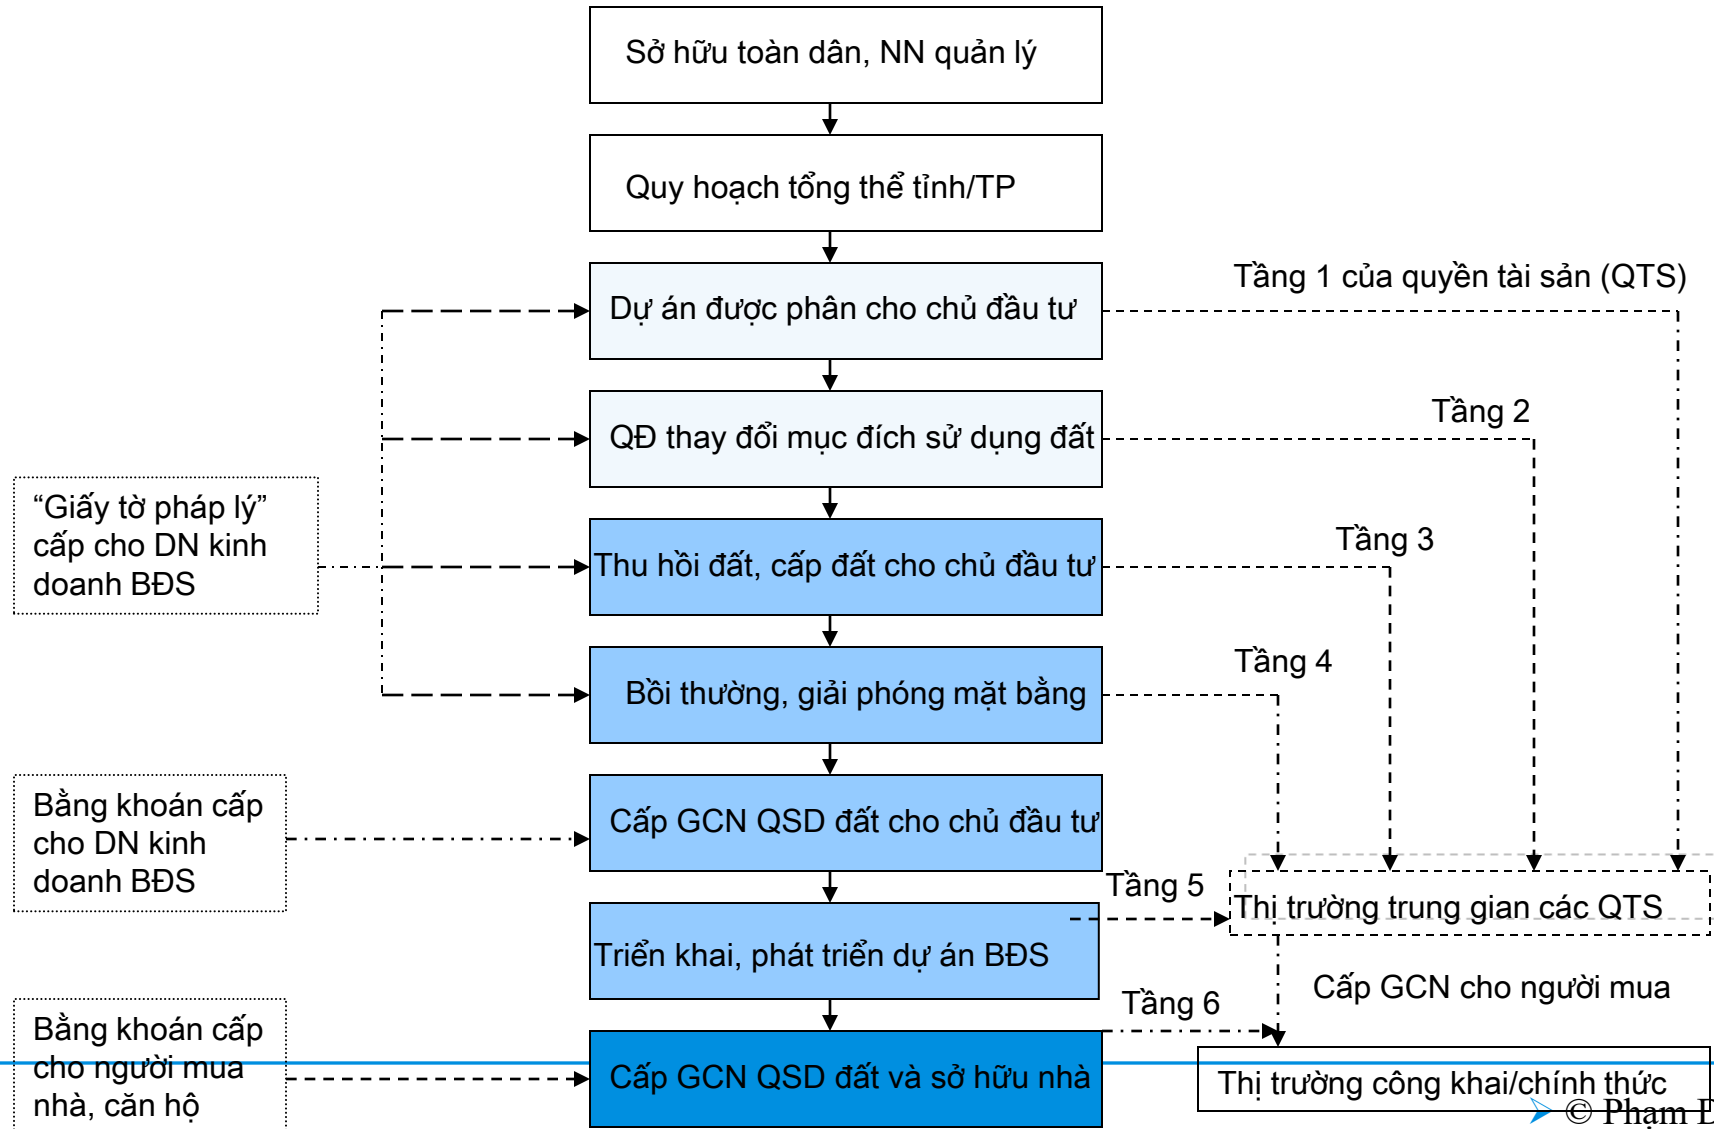 Sở hữu toàn dân, NN quản lý
Quy hoạch tổng thể tỉnh/TP
Tầng 1 của quyền tài sản (QTS)
Dự án được phân cho chủ đầu tư
Tầng 2
QĐ thay đổi mục đích sử dụng đất
“Giấy tờ pháp lý”
cấp cho DN kinh
doanh BĐS
Tầng 3
Thu hồi đất, cấp đất cho chủ đầu tư
Tầng 4
Bồi thường, giải phóng mặt bằng
Bằng khoán cấp
cho DN kinh
doanh BĐS
Cấp GCN QSD đất cho chủ đầu tư
Tầng 5
Thị trường trung gian các QTS
Triển khai, phát triển dự án BĐS
Cấp GCN cho người mua
Tầng 6
Bằng khoán cấp
cho người mua
nhà, căn hộ
Cấp GCN QSD đất và sở hữu nhà
Thị trường công khai/chính thức
© Phạm